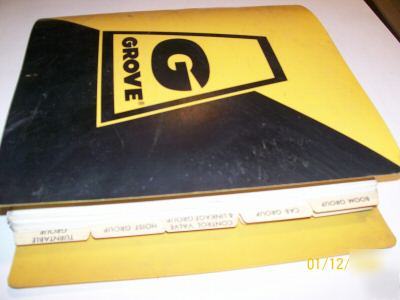 G
GROVE®
BOOM GROUP
CAB GROUP
CONTROL VALVE
& LINKAGE GROUP
HOIST GROUP
TURNTABLE
GROUP
01/12/